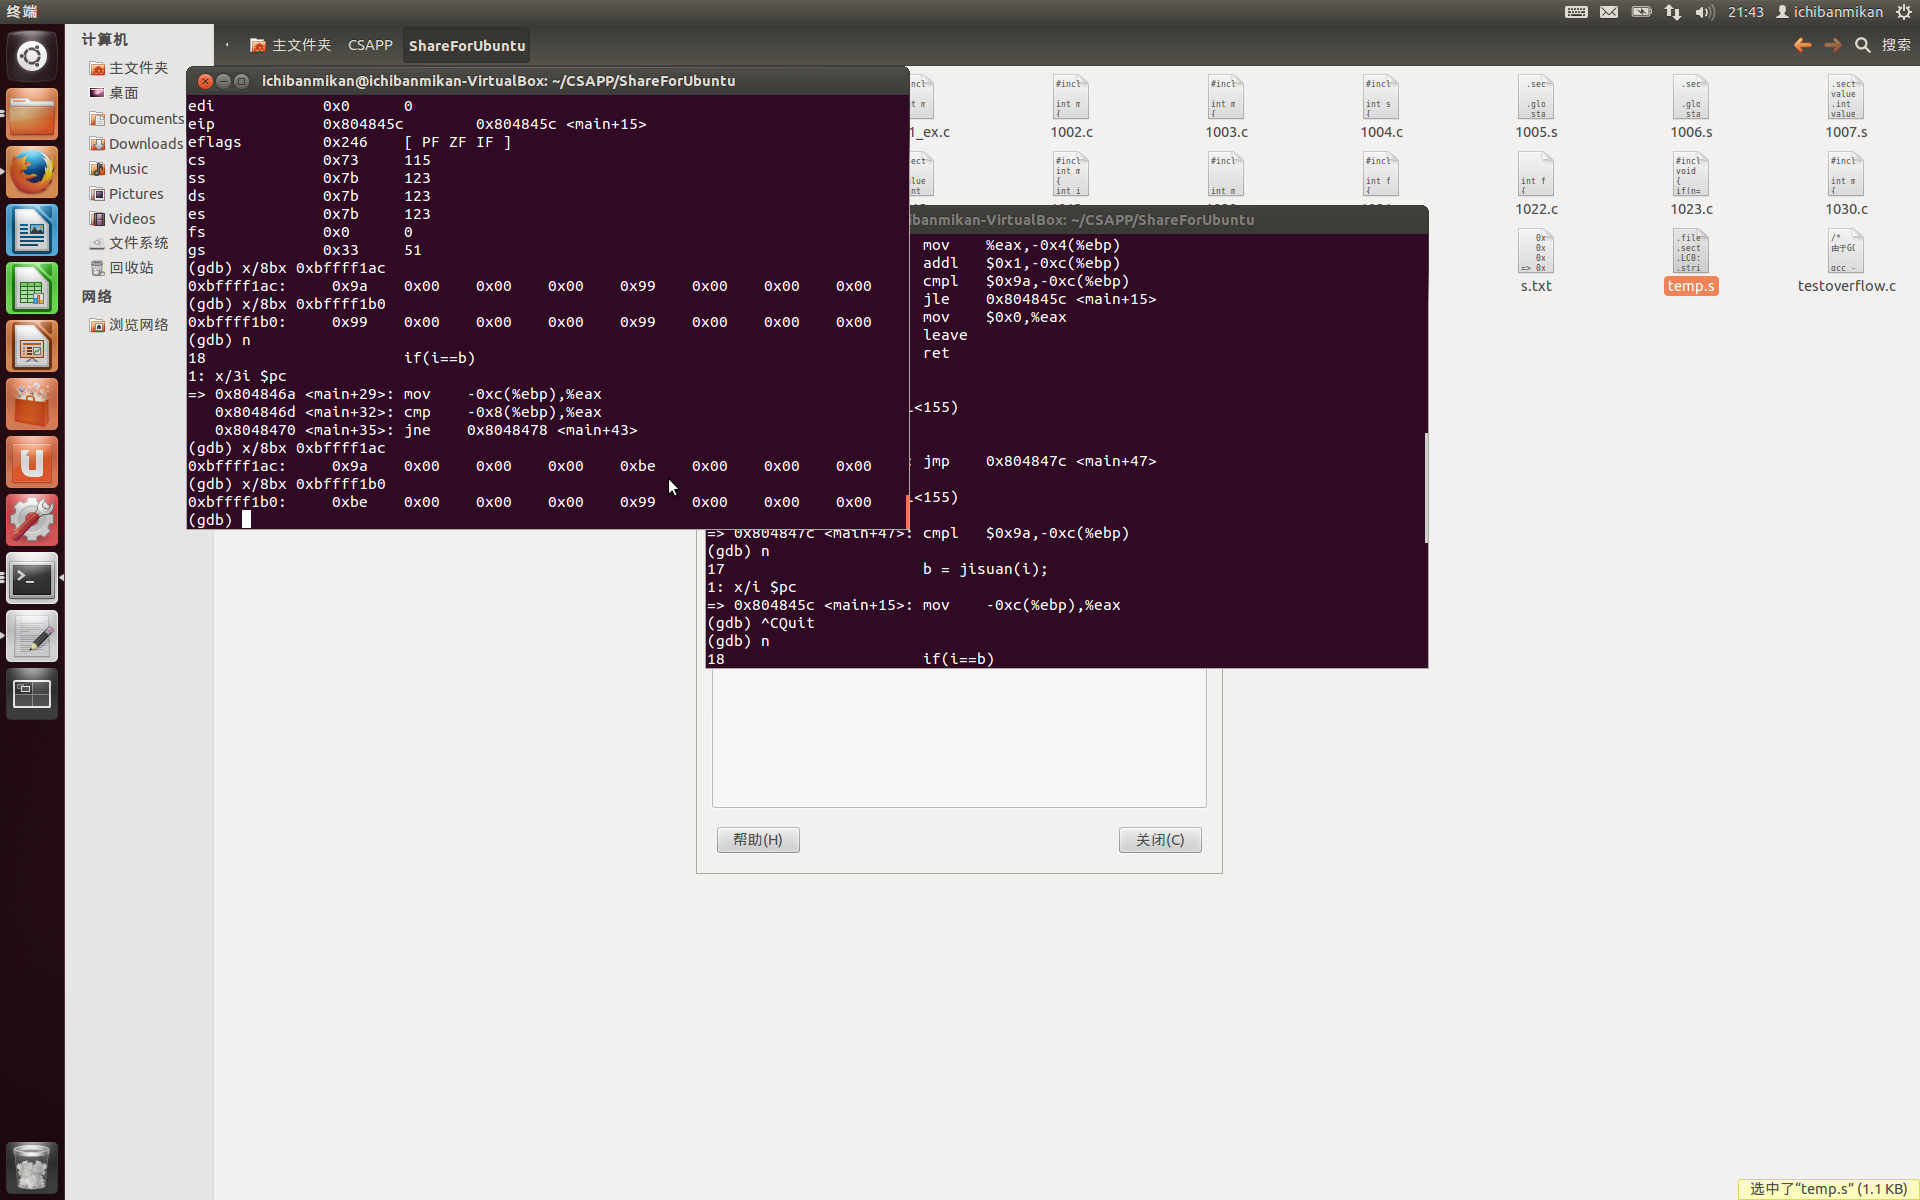 终端
21:43
ichibanmikan
计算机
主文件夹
桌面
Documents
Downloads
Music
Pictures
Videos
文件系统
回收站
网络
浏览网络
主文件夹 CSAPP ShareForUbuntu
搜索
ichibanmikan@ichibanmikan-VirtualBox: ~/CSAPP/ShareForUbuntu
edi 0x0 0
eip 0x804845c 0x804845c <main+15>
eflags 0x246 [ PF ZF IF ]
cs 0x73 115
ss 0x7b 123
ds 0x7b 123
es 0x7b 123
fs 0x0 0
gs 0x33 51
(gdb) x/8bx 0xbffff1ac
0xbffff1ac: 0x9a 0x00 0x00 0x00 0x99 0x00 0x00 0x00
(gdb) x/8bx 0xbffff1b0
0xbffff1b0: 0x99 0x00 0x00 0x00 0x99 0x00 0x00 0x00
(gdb) n
18 if(i==b)
1: x/3i $pc
=> 0x804846a <main+29>: mov -0xc(%ebp),%eax
0x804846d <main+32>: cmp -0x8(%ebp),%eax
0x8048470 <main+35>: jne 0x8048478 <main+43>
(gdb) x/8bx 0xbffff1ac
0xbffff1ac: 0x9a 0x00 0x00 0x00 0xbe 0x00 0x00 0x00
(gdb) x/8bx 0xbffff1b0
0xbffff1b0: 0xbe 0x00 0x00 0x00 0x99 0x00 0x00 0x00
(gdb)
banmikan-VirtualBox: ~/CSAPP/ShareForUbuntu
mov %eax,-0x4(%ebp)
addl $0x1,-0xc(%ebp)
cmpl $0x9a,-0xc(%ebp)
jle 0x804845c <main+15>
mov $0x0,%eax
leave
ret
<155)
: jmp 0x804847c <main+47>
<155)
=> 0x804847c <main+47>: cmpl $0x9a,-0xc(%ebp)
(gdb) n
17 b = jisuan(i);
1: x/i $pc
=> 0x804845c <main+15>: mov -0xc(%ebp),%eax
(gdb) ^CQuit
(gdb) n
18 if(i==b)
帮助(H) 关闭(C)
1_ex.c 1002.c 1003.c 1004.c 1005.s 1006.s 1007.s
1022.c 1023.c 1030.c
s.txt temp.s testoverflow.c
选中了“temp.s” (1.1 KB)